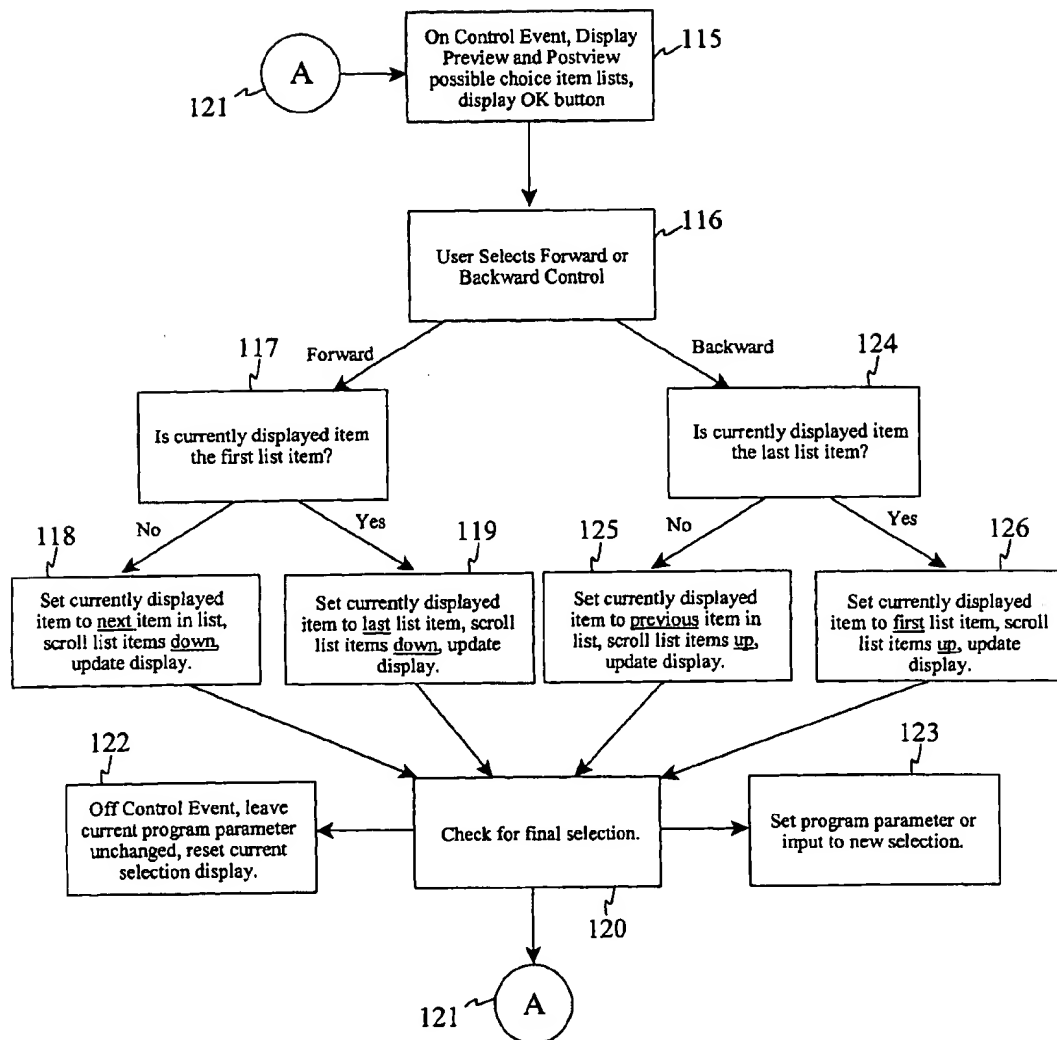 A
121
On Control Event, Display
Preview and Postview
possible choice item lists,
display OK button
115
User Selects Forward or
Backward Control
116
Forward
Backward
117
Is currently displayed item
the first list item?
124
Is currently displayed item
the last list item?
No
Yes
No
Yes
118
Set currently displayed
item to next item in list,
scroll list items down,
update display.
119
Set currently displayed
item to last list item, scroll
list items down, update
display.
125
Set currently displayed
item to previous item in
list, scroll list items up,
update display.
126
Set currently displayed
item to first list item, scroll
list items up, update
display.
122
Off Control Event, leave
current program parameter
unchanged, reset current
selection display.
Check for final selection.
120
123
Set program parameter or
input to new selection.
121
A